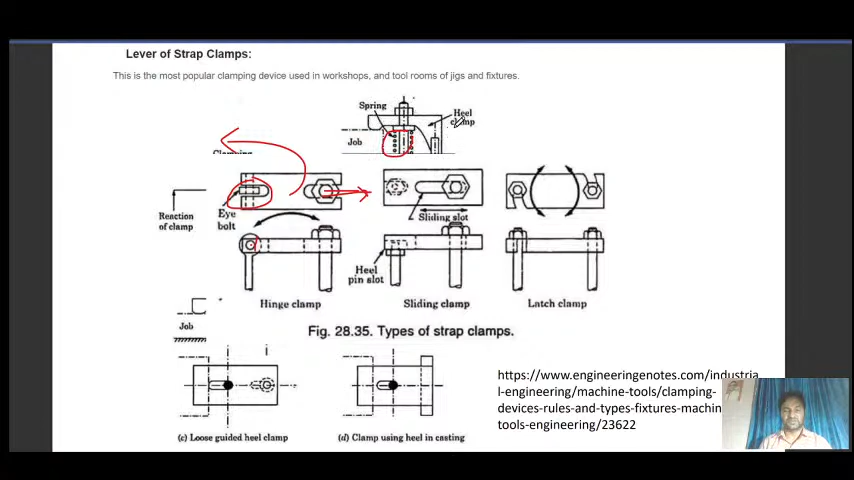 Lever of Strap Clamps:
This is the most popular clamping device used in workshops, and tool rooms of jigs and fixtures.
Spring
Heel
clamp
Job
Reaction
of clamp
Eye
bolt
Sliding slot
Heel
pin slot
Hinge clamp
Sliding clamp
Latch clamp
Job
Fig. 28.35. Types of strap clamps.
https://www.engineeringnotes.com/industria
l-engineering/machine-tools/clamping-
devices-rules-and-types-fixtures-machin
tools-engineering/23622
(c) Loose guided heel clamp
(d) Clamp using heel in casting